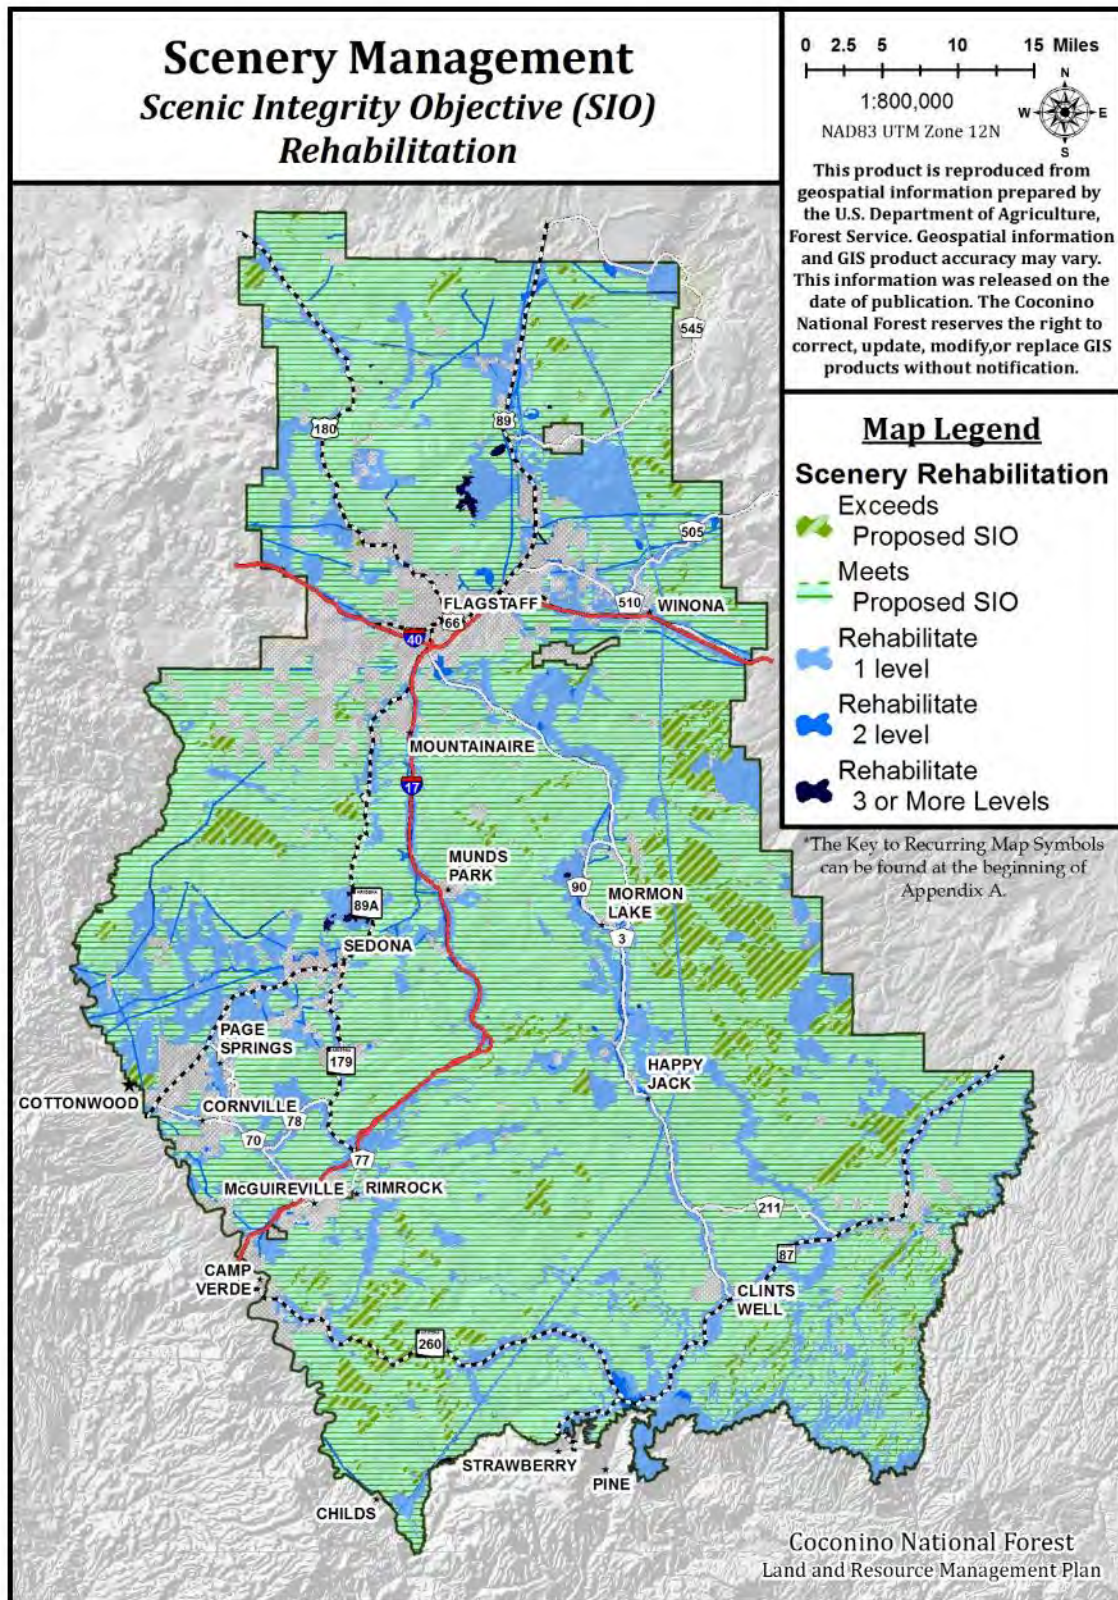 Scenery Management
Scenic Integrity Objective (SIO)
Rehabilitation
0 2.5 5 10 15 Miles
1:800,000
NAD83 UTM Zone 12N
N
W E
S
This product is reproduced from
geospatial information prepared by
the U.S. Department of Agriculture,
Forest Service. Geospatial information
and GIS product accuracy may vary.
This information was released on the
date of publication. The Coconino
National Forest reserves the right to
correct, update, modify,or replace GIS
products without notification.
Map Legend
Scenery Rehabilitation
Exceeds
Proposed SIO
Meets
Proposed SIO
Rehabilitate
1 level
Rehabilitate
2 level
Rehabilitate
3 or More Levels
*The Key to Recurring Map Symbols
can be found at the beginning of
Appendix A.
545
180
89
505
FLAGSTAFF
510
WINONA
66
40
MOUNTAINAIRE
17
MUNDS
PARK
90
MORMON
LAKE
89A
3
SEDONA
PAGE
SPRINGS
179
HAPPY
JACK
COTTONWOOD
CORNVILLE
78
70
77
McGUIREVILLE
RIMROCK
211
87
CAMP
VERDE
CLINTS
WELL
260
STRAWBERRY
PINE
CHILDS
Coconino National Forest
Land and Resource Management Plan